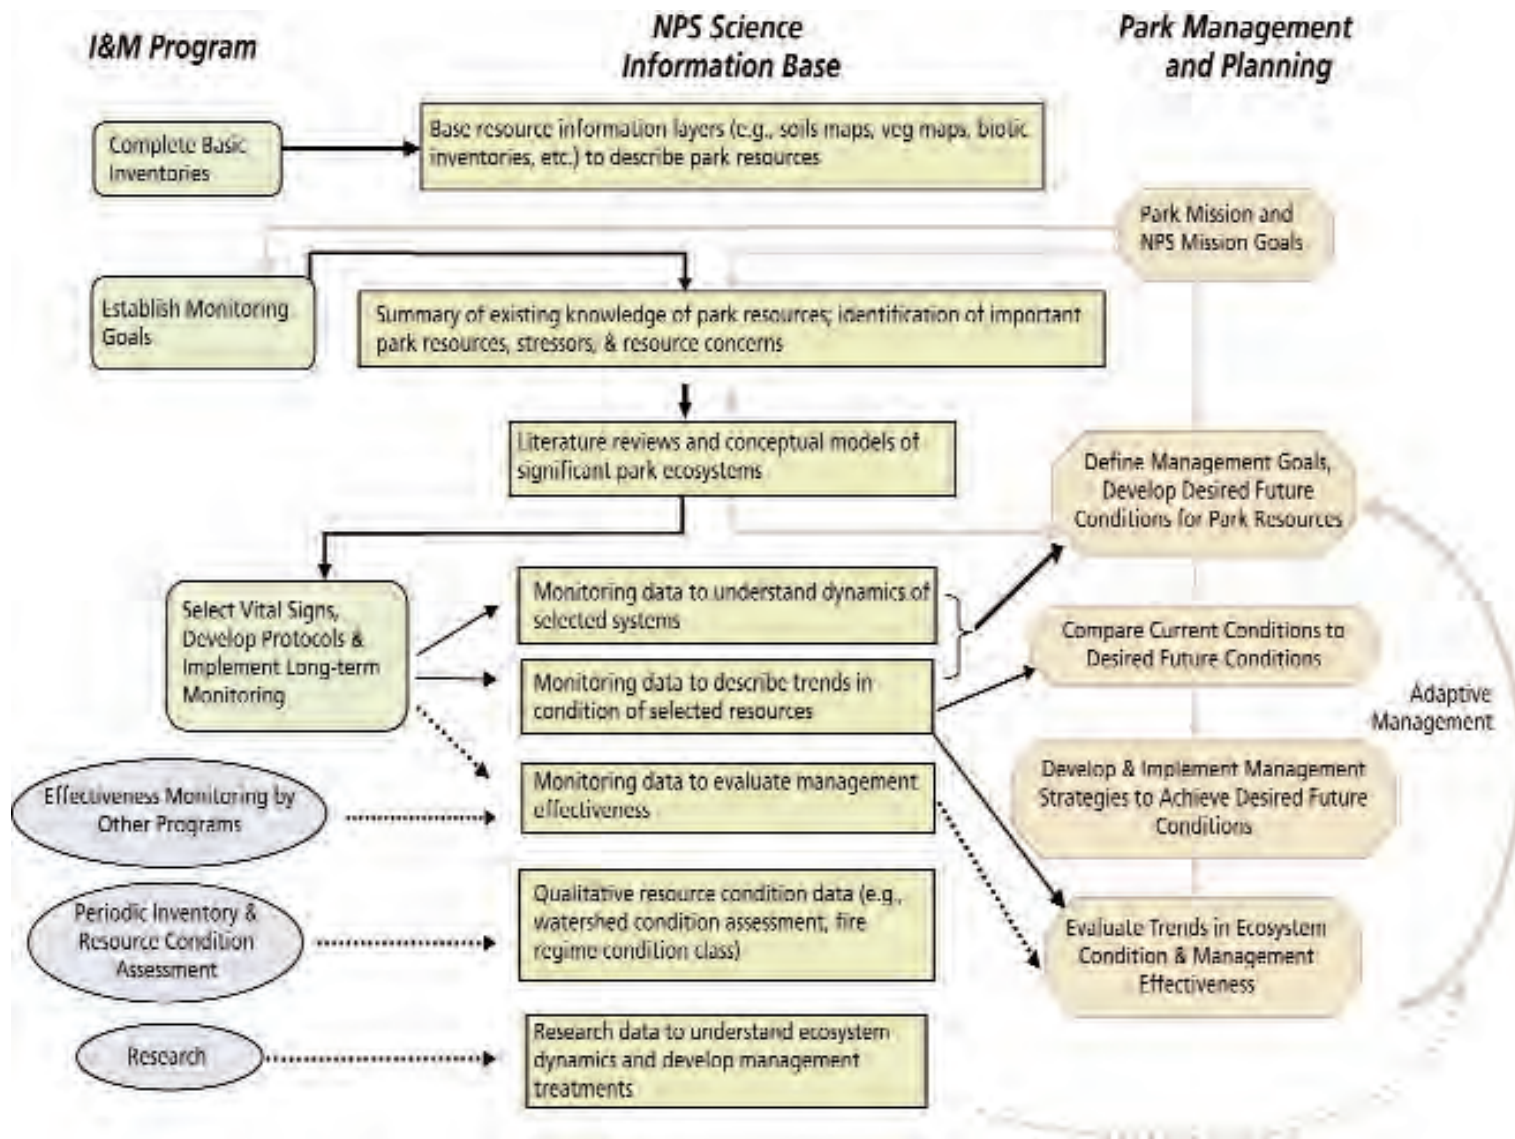 I&M Program
NPS Science
Information Base
Park Management
and Planning
Complete Basic
Inventories
Base resource information layers (e.g., soils maps, veg maps, biotic
inventories, etc.) to describe park resources
Park Mission and
NPS Mission Goals
Establish Monitoring
Goals
Summary of existing knowledge of park resources; identification of important
park resources, stressors, & resource concerns
Literature reviews and conceptual models of
significant park ecosystems
Define Management Goals,
Develop Desired Future
Conditions for Park Resources
Select Vital Signs,
Develop Protocols &
Implement Long-term
Monitoring
Monitoring data to understand dynamics of
selected systems
Compare Current Conditions to
Desired Future Conditions
Monitoring data to describe trends in
condition of selected resources
Adaptive
Management
Effectiveness Monitoring by
Other Programs
Monitoring data to evaluate management
effectiveness
Develop & Implement Management
Strategies to Achieve Desired Future
Conditions
Periodic Inventory &
Resource Condition
Assessment
Qualitative resource condition data (e.g.,
watershed condition assessment, fire
regime condition class)
Evaluate Trends in Ecosystem
Condition & Management
Effectiveness
Research
Research data to understand ecosystem
dynamics and develop management
treatments